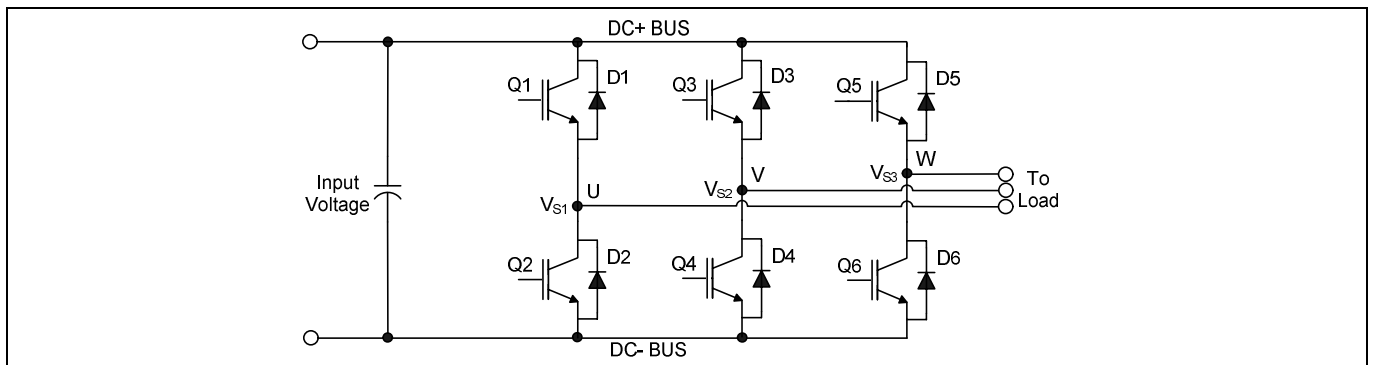 DC+ BUS
Q1
D1
Q3
D3
Q5
D5
Input
Voltage
U
V
W
VS1
VS2
VS3
To
Load
Q2
D2
Q4
D4
Q6
D6
DC- BUS